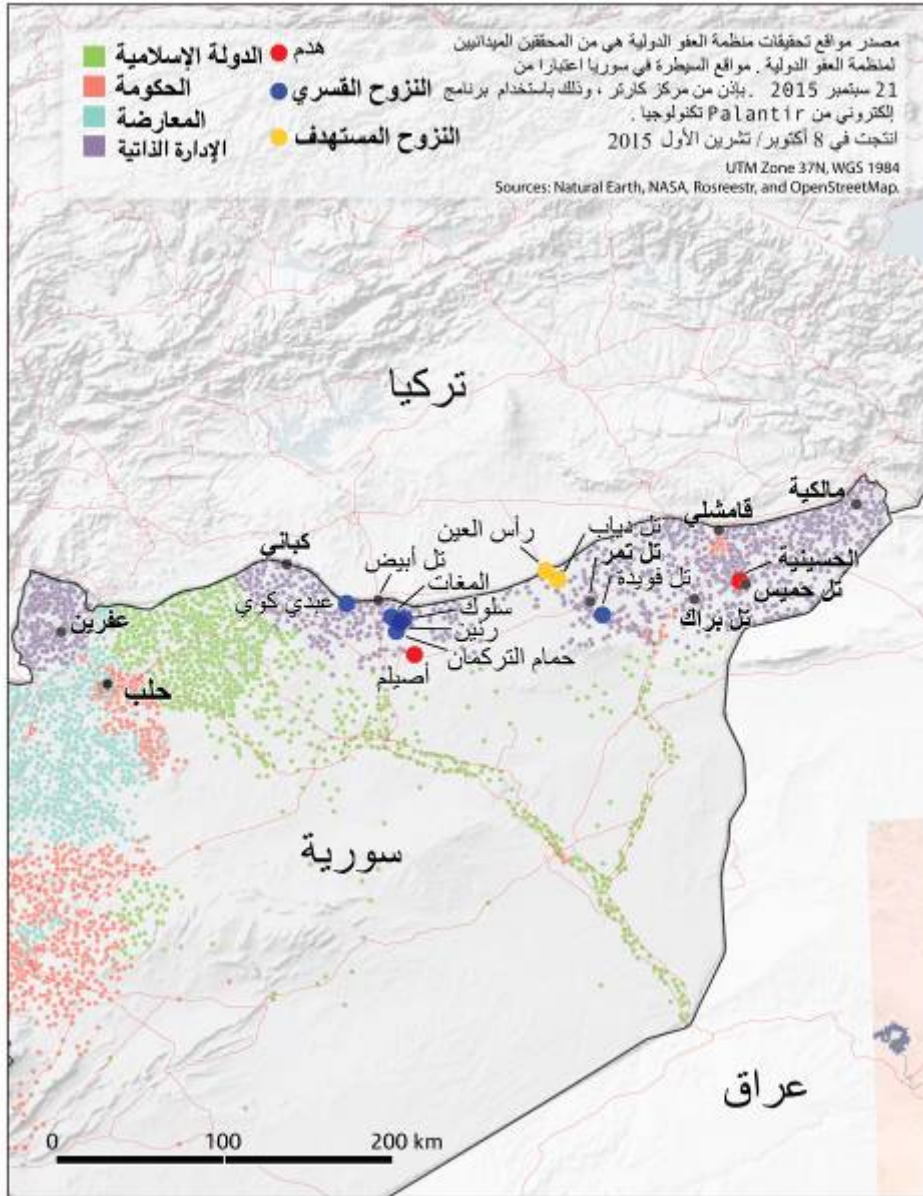 مصدر مواقع تحقيقات منظمة العفو الدولية هي من المحققين الميدانيين
لمنظمة العفو الدولية . مواقع السيطرة في سوريا اعتبارا من
21 سبتمبر 2015 . بإذن من مركز كارتر ، وذلك باستخدام برنامج
إلكتروني من Palantir تكنولوجيا .
انتجت في 8 أكتوبر/ تشرين الأول 2015
UTM Zone 37N, WGS 1984
Sources: Natural Earth, NASA, Rosreestr, and OpenStreetMap.
هدم
النزوح القسري
النزوح المستهدف
الدولة الإسلامية
الحكومة
المعارضة
الإدارة الذاتية
تركيا
مالكية
قامشلي
تل دياب
رأس العين
تل تمر
الحسينية
تل فويدة
تل خميس
تل براك
كباني
تل أبيض
المغات
عبدي كوي
سلوك
رنين
حمام التركمان
أصيلم
عفرين
حلب
سورية
عراق
0 100 200 km